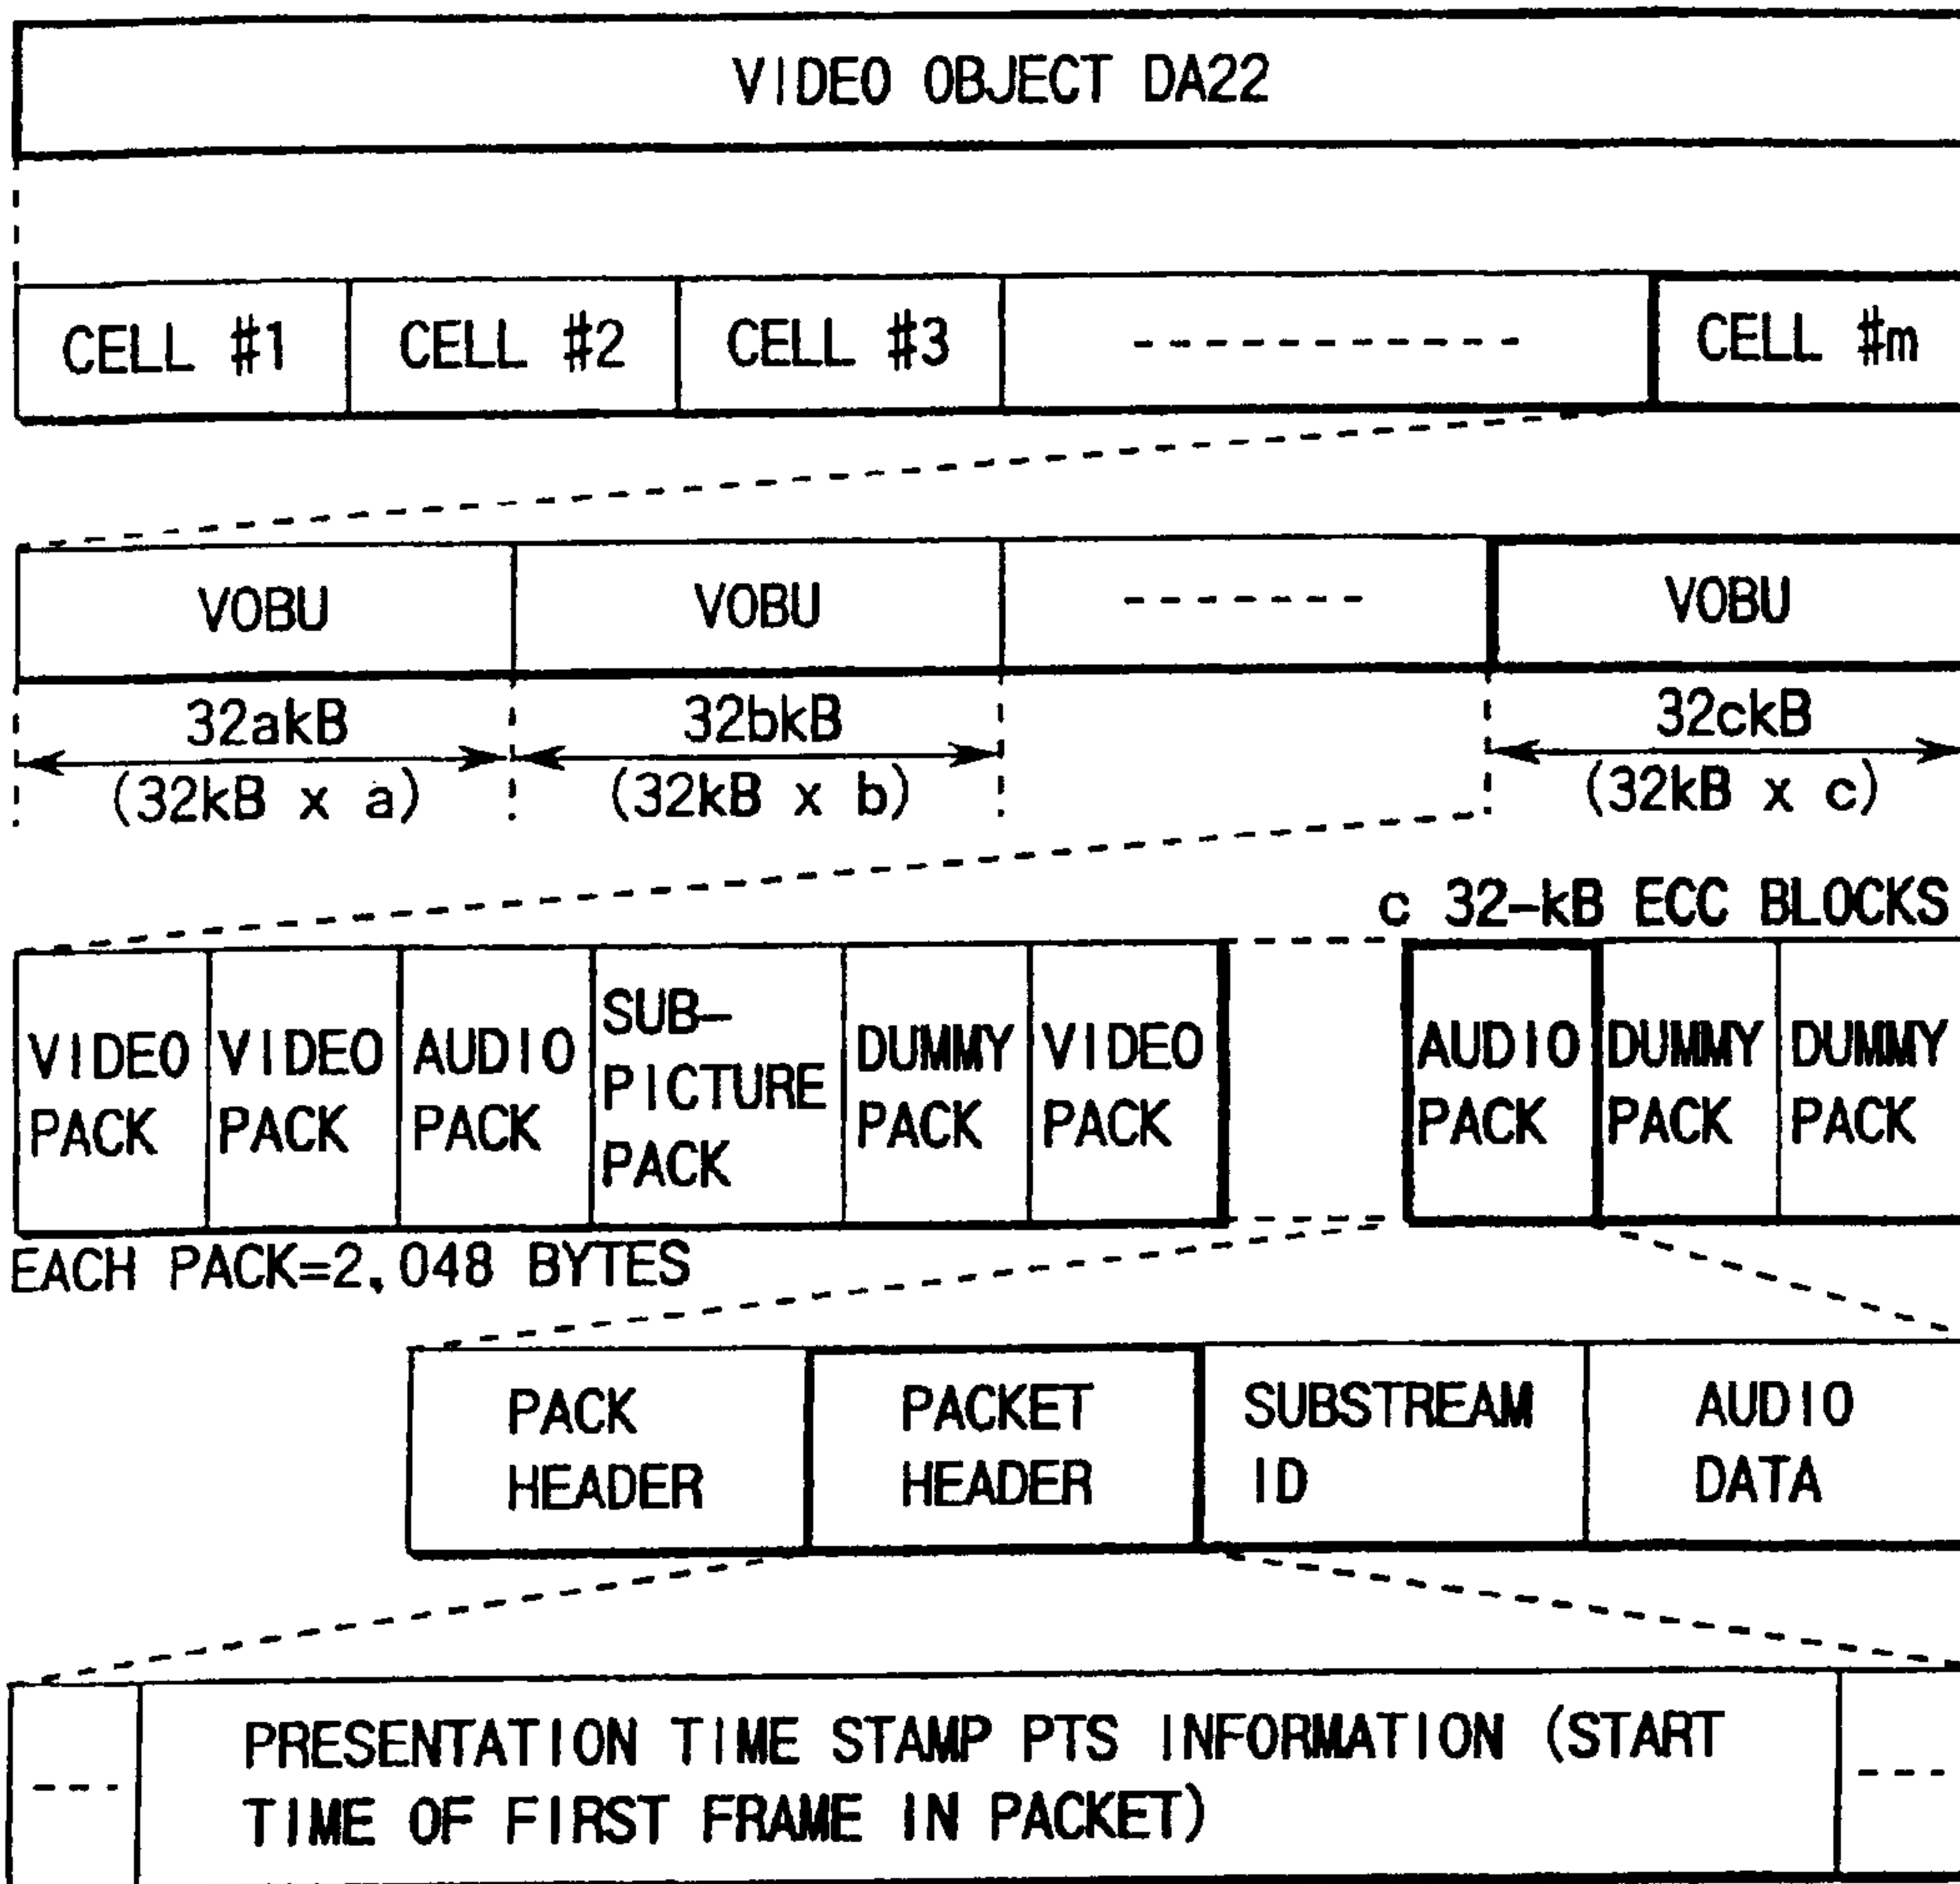 VIDEO OBJECT DA22
CELL #1 CELL #2 CELL #3 ------------ CELL #m
VOBU VOBU ------- VOBU
32akB 32bkB 32ckB
(32kB x a) (32kB x b) (32kB x c)
c 32-kB ECC BLOCKS
VIDEO
PACK
VIDEO
PACK
AUDIO
PACK
SUB-
PICTURE
PACK
DUMMY
PACK
VIDEO
PACK
AUDIO
PACK
DUMMY
PACK
DUMMY
PACK
EACH PACK=2,048 BYTES
PACK
HEADER
PACKET
HEADER
SUBSTREAM
ID
AUDIO
DATA
--- PRESENTATION TIME STAMP PTS INFORMATION (START ---
TIME OF FIRST FRAME IN PACKET)